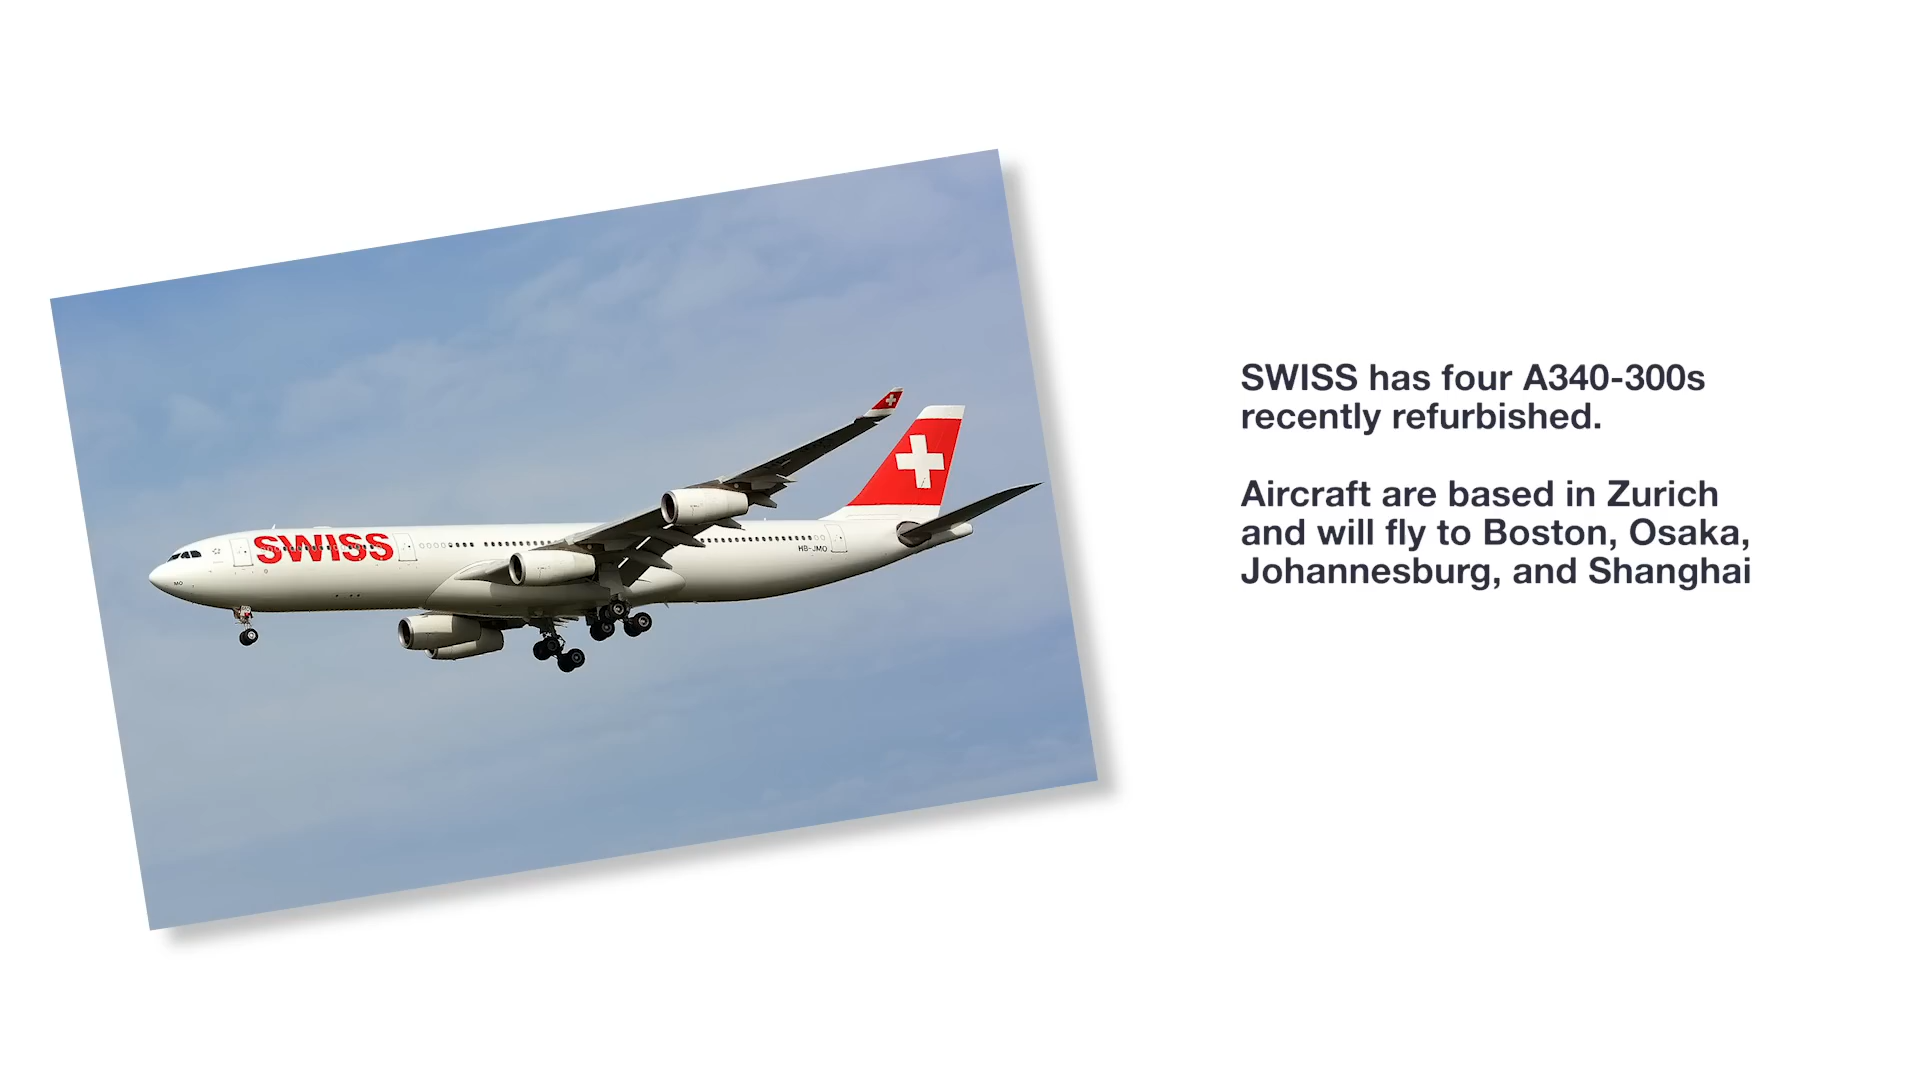 SWISS
HB-JMO
MO
SWISS has four A340-300s
recently refurbished.
Aircraft are based in Zurich
and will fly to Boston, Osaka,
Johannesburg, and Shanghai